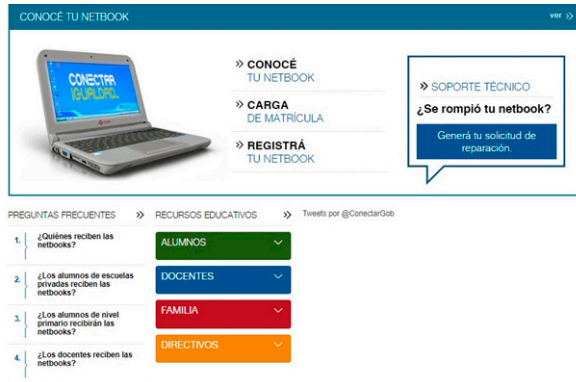 CONOCÉ TU NETBOOK
ver »
CONECTAR
IGUALDAD.
» CONOCÉ
TU NETBOOK
» CARGA
DE MATRÍCULA
» REGISTRÁ
TU NETBOOK
» SOPORTE TÉCNICO
¿Se rompió tu netbook?
Generá tu solicitud de
reparación.
PREGUNTAS FRECUENTES »
1. ¿Quiénes reciben las
netbooks?
2. ¿Los alumnos de escuelas
privadas reciben las
netbooks?
3. ¿Los alumnos de nivel
primario recibirán las
netbooks?
4. ¿Los docentes reciben las
netbooks?
RECURSOS EDUCATIVOS »
ALUMNOS
DOCENTES
FAMILIA
DIRECTIVOS
Tweets por @ConectarGob